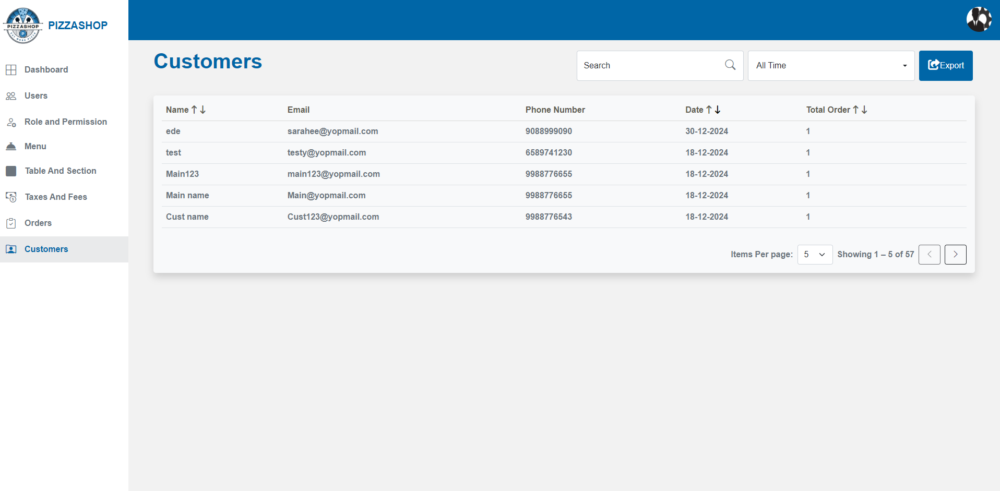 PIZZASHOP
EAT MORE PIZZA
PIZZASHOP
Dashboard
Users
Role and Permission
Menu
Table And Section
Taxes And Fees
Orders
Customers
Customers
Search
All Time
Export
Name Email Phone Number Date Total Order
ede sarahee@yopmail.com 9088999090 30-12-2024 1
test testy@yopmail.com 6589741230 18-12-2024 1
Main123 main123@yopmail.com 9988776655 18-12-2024 1
Main name Main@yopmail.com 9988776655 18-12-2024 1
Cust name Cust123@yopmail.com 9988776543 18-12-2024 1
Items Per page: 5 Showing 1 – 5 of 57